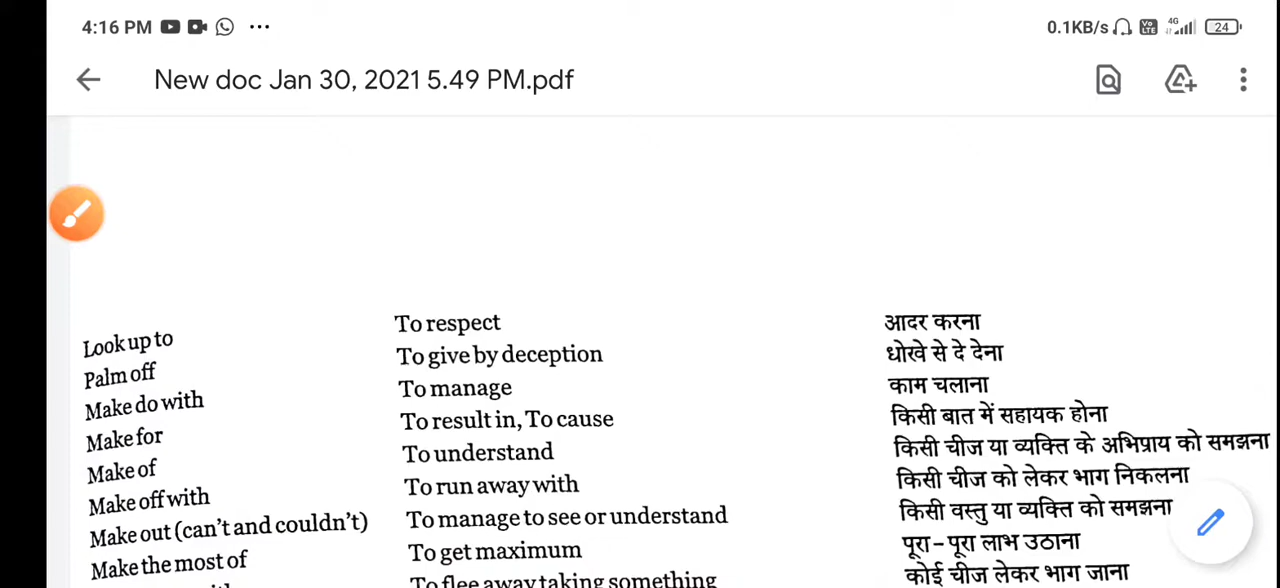 4:16 PM ... 0.1KB/s Vo LTE 4G 24
New doc Jan 30, 2021 5.49 PM.pdf
Look up to To respect आदर करना
Palm off To give by deception धोखे से दे देना
Make do with To manage काम चलाना
Make for To result in, To cause किसी बात में सहायक होना
Make of To understand किसी चीज या व्यक्ति के अभिप्राय को समझना
Make off with To run away with किसी चीज को लेकर भाग निकलना
Make out (can't and couldn't) To manage to see or understand किसी वस्तु या व्यक्ति को समझना
Make the most of To get maximum पूरा-पूरा लाभ उठाना
To flee away taking something कोई चीज लेकर भाग जाना